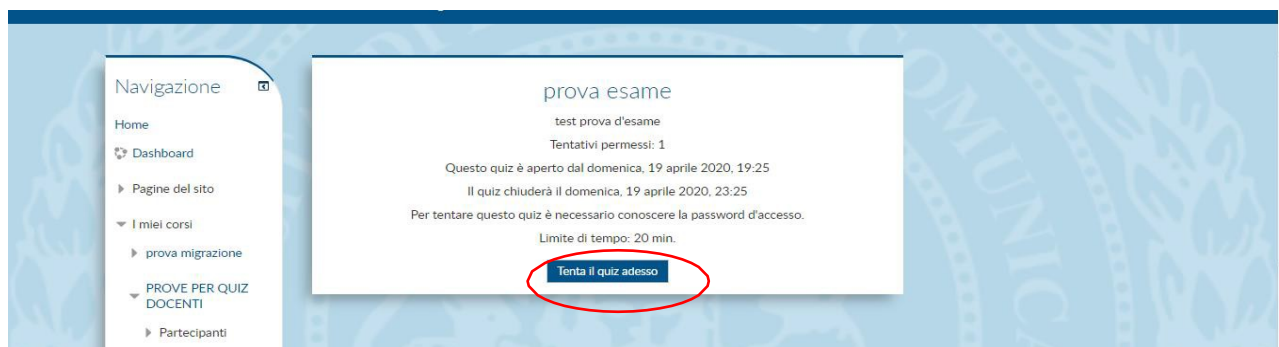 Navigazione
Home
Dashboard
Pagine del sito
I miei corsi
prova migrazione
PROVE PER QUIZ
DOCENTI
Partecipanti
prova esame
test prova d'esame
Tentativi permessi: 1
Questo quiz è aperto dal domenica, 19 aprile 2020, 19:25
Il quiz chiuderà il domenica, 19 aprile 2020, 23:25
Per tentare questo quiz è necessario conoscere la password d'accesso.
Limite di tempo: 20 min.
Tenta il quiz adesso